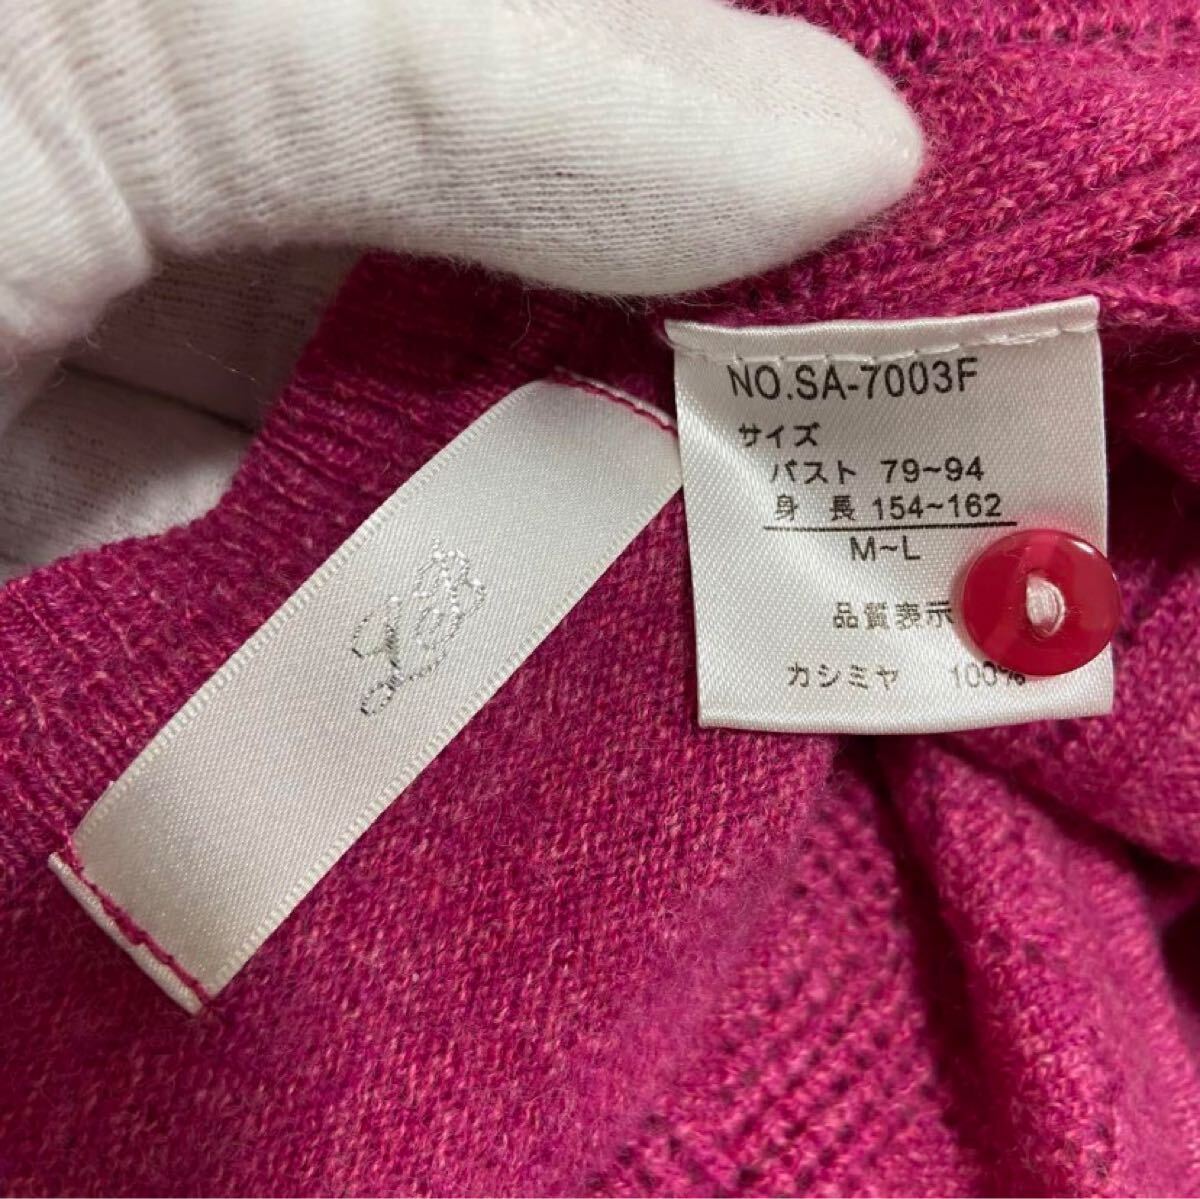 NO.SA-7003F
サイズ
バスト 79~94
身 長 154~162
M~L
品質表示
カシミヤ 100%